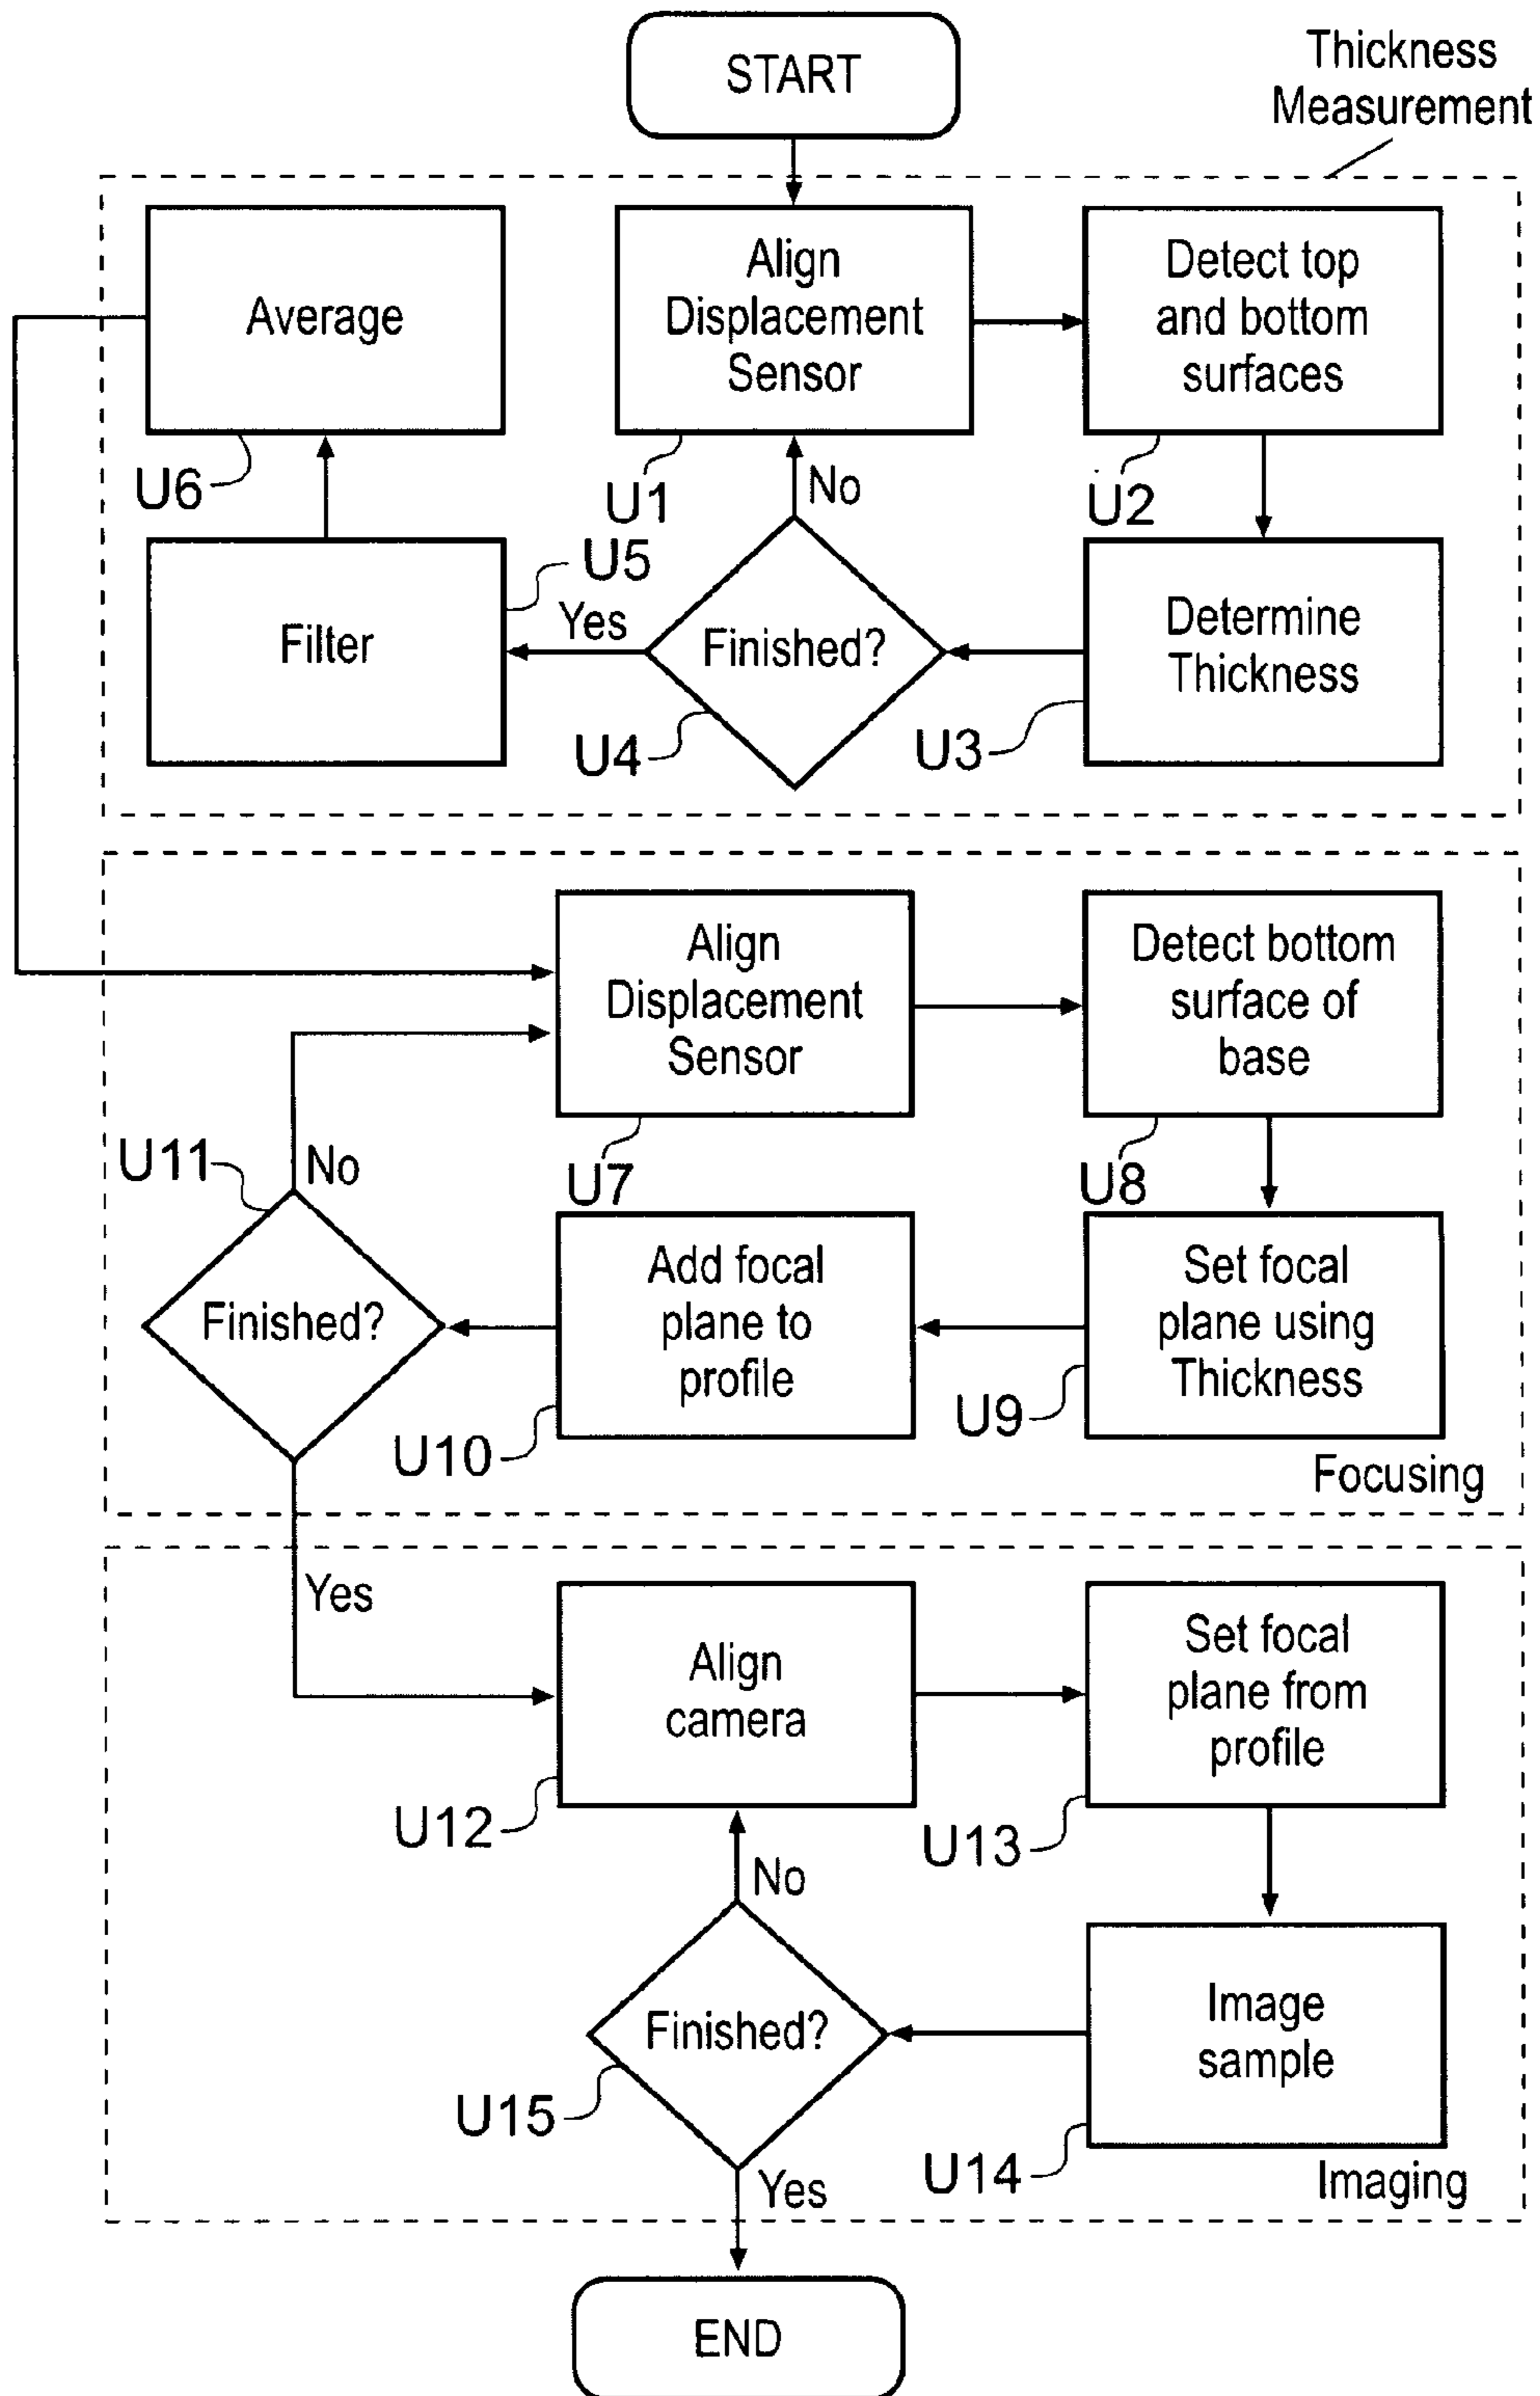 START
Thickness
Measurement
Average
Align
Displacement
Sensor
Detect top
and bottom
surfaces
U6
U1
No
U2
Filter
U5
Yes
Finished?
Determine
Thickness
U4
U3
Align
Displacement
Sensor
Detect bottom
surface of
base
U11
No
U7
U8
Finished?
Add focal
plane to
profile
Set focal
plane using
Thickness
U10
U9
Focusing
Yes
Align
camera
Set focal
plane from
profile
U12
U13
No
Finished?
Image
sample
U15
U14
Yes
Imaging
END